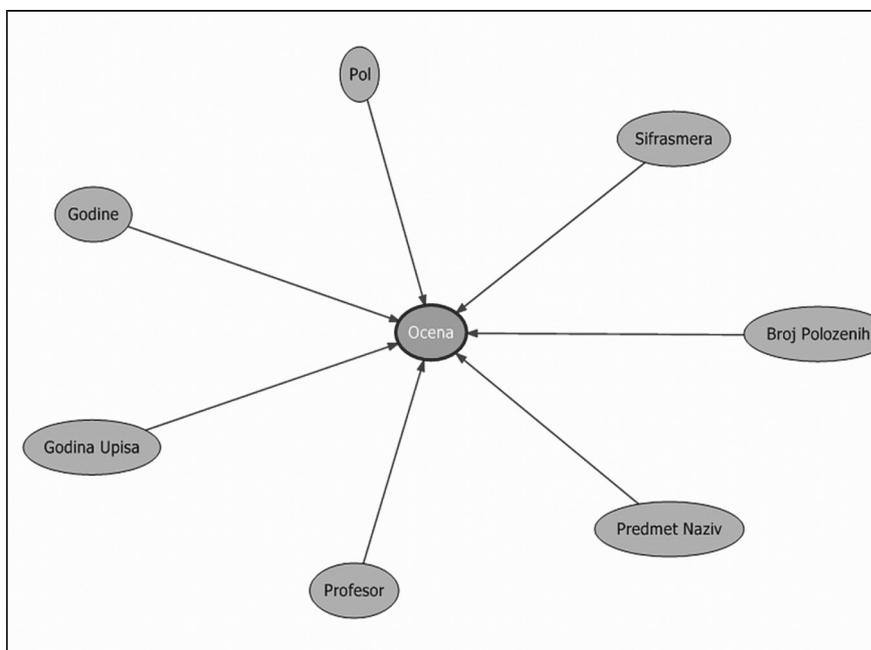 Pol
Sifrasmera
Godine
Ocena
Broj Polozenih
Godina Upisa
Predmet Naziv
Profesor